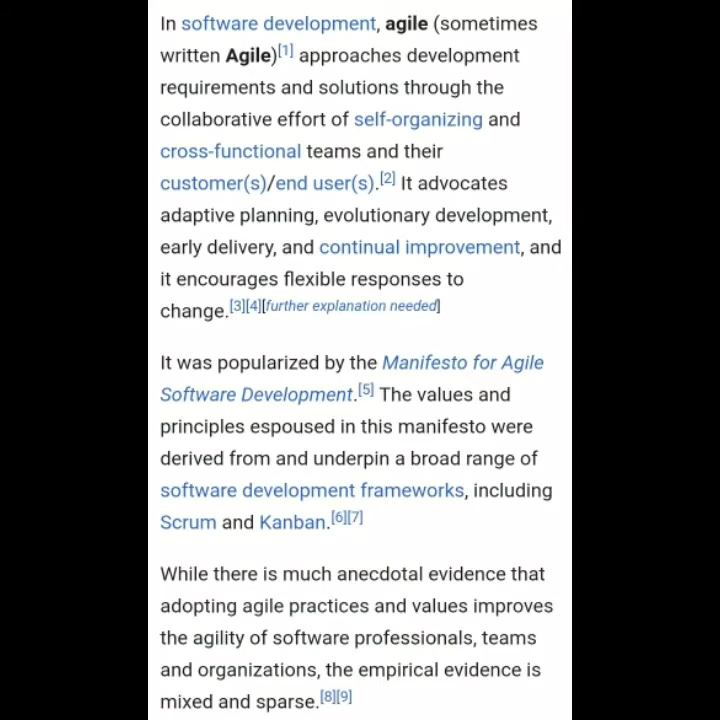 In software development, agile (sometimes
written Agile)[1] approaches development
requirements and solutions through the
collaborative effort of self-organizing and
cross-functional teams and their
customer(s)/end user(s).[2] It advocates
adaptive planning, evolutionary development,
early delivery, and continual improvement, and
it encourages flexible responses to
change.[3][4][further explanation needed]
It was popularized by the Manifesto for Agile
Software Development.[5] The values and
principles espoused in this manifesto were
derived from and underpin a broad range of
software development frameworks, including
Scrum and Kanban.[6][7]
While there is much anecdotal evidence that
adopting agile practices and values improves
the agility of software professionals, teams
and organizations, the empirical evidence is
mixed and sparse.[8][9]